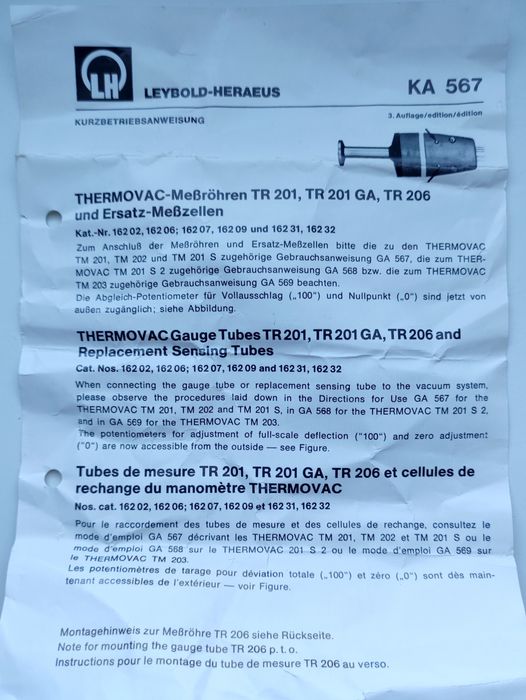 LH
LEYBOLD-HERAEUS
KA 567
KURZBETRIEBSANWEISUNG
3. Auflage/edition/édition
THERMOVAC-Meßröhren TR 201, TR 201 GA, TR 206
und Ersatz-Meßzellen
Kat.-Nr. 162 02, 162 06; 162 07, 162 09 und 162 31, 162 32
Zum Anschluß der Meßröhren und Ersatz-Meßzellen bitte die zu den THERMOVAC
TM 201, TM 202 und TM 201 S zugehörige Gebrauchsanweisung GA 567, die zum THER-
MOVAC TM 201 S 2 zugehörige Gebrauchsanweisung GA 568 bzw. die zum THERMOVAC
TM 203 zugehörige Gebrauchsanweisung GA 569 beachten.
Die Abgleich-Potentiometer für Vollausschlag („100“) und Nullpunkt („0“) sind jetzt von
außen zugänglich; siehe Abbildung.
THERMOVAC Gauge Tubes TR 201, TR 201 GA, TR 206 and
Replacement Sensing Tubes
Cat. Nos. 162 02, 162 06; 162 07, 162 09 and 162 31, 162 32
When connecting the gauge tube or replacement sensing tube to the vacuum system,
please observe the procedures laid down in the Directions for Use GA 567 for the
THERMOVAC TM 201, TM 202 and TM 201 S, in GA 568 for the THERMOVAC TM 201 S 2,
and in GA 569 for the THERMOVAC TM 203.
The potentiometers for adjustment of full-scale deflection ("100") and zero adjustment
("0") are now accessible from the outside — see Figure.
Tubes de mesure TR 201, TR 201 GA, TR 206 et cellules de
rechange du manomètre THERMOVAC
Nos. cat. 162 02, 162 06; 162 07, 162 09 et 162 31, 162 32
Pour le raccordement des tubes de mesure et des cellules de rechange, consultez le
mode d'emploi GA 567 décrivant les THERMOVAC TM 201, TM 202 et TM 201 S ou le
mode d'emploi GA 568 sur le THERMOVAC 201 S 2 ou le mode d'emploi GA 569 sur
le THERMOVAC TM 203.
Les potentiomètres de tarage pour déviation totale („100“) et zéro („0“) sont dès main-
tenant accessibles de l'extérieur — voir Figure.
Montagehinweis zur Meßröhre TR 206 siehe Rückseite.
Note for mounting the gauge tube TR 206 p. t. o.
Instructions pour le montage du tube de mesure TR 206 au verso.